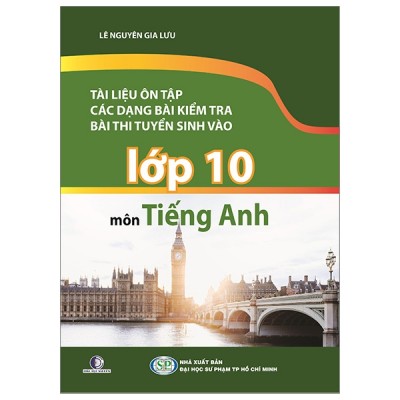 LÊ NGUYÊN GIA LƯU
TÀI LIỆU ÔN TẬP
CÁC DẠNG BÀI KIỂM TRA
BÀI THI TUYỂN SINH VÀO
lớp 10
môn Tiếng Anh
NHÀ XUẤT BẢN
ĐẠI HỌC SƯ PHẠM TP HỒ CHÍ MINH